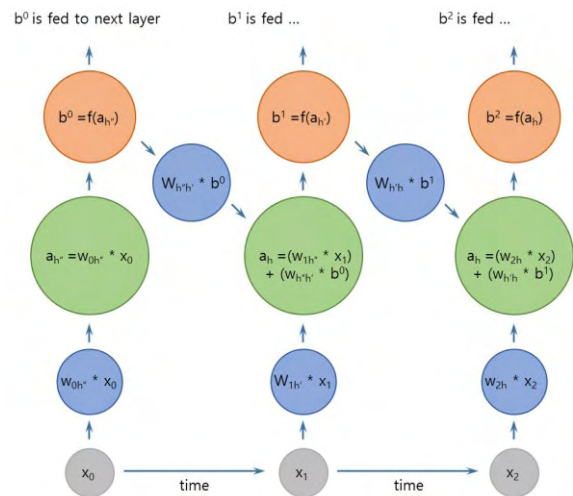 b⁰ is fed to next layer
b¹ is fed ...
b² is fed ...
b⁰ =f(aₕ″)
b¹ =f(aₕ′)
b² =f(aₕ)
Wₕ″ₕ′ * b⁰
Wₕ′ₕ * b¹
aₕ″ =w₀ₕ″ * x₀
aₕ =(w₁ₕ″ * x₁)
+ (wₕ″ₕ′ * b⁰)
aₕ =(w₂ₕ * x₂)
+ (wₕ′ₕ * b¹)
w₀ₕ″ * x₀
W₁ₕ′ * x₁
w₂ₕ * x₂
x₀
time
x₁
time
x₂